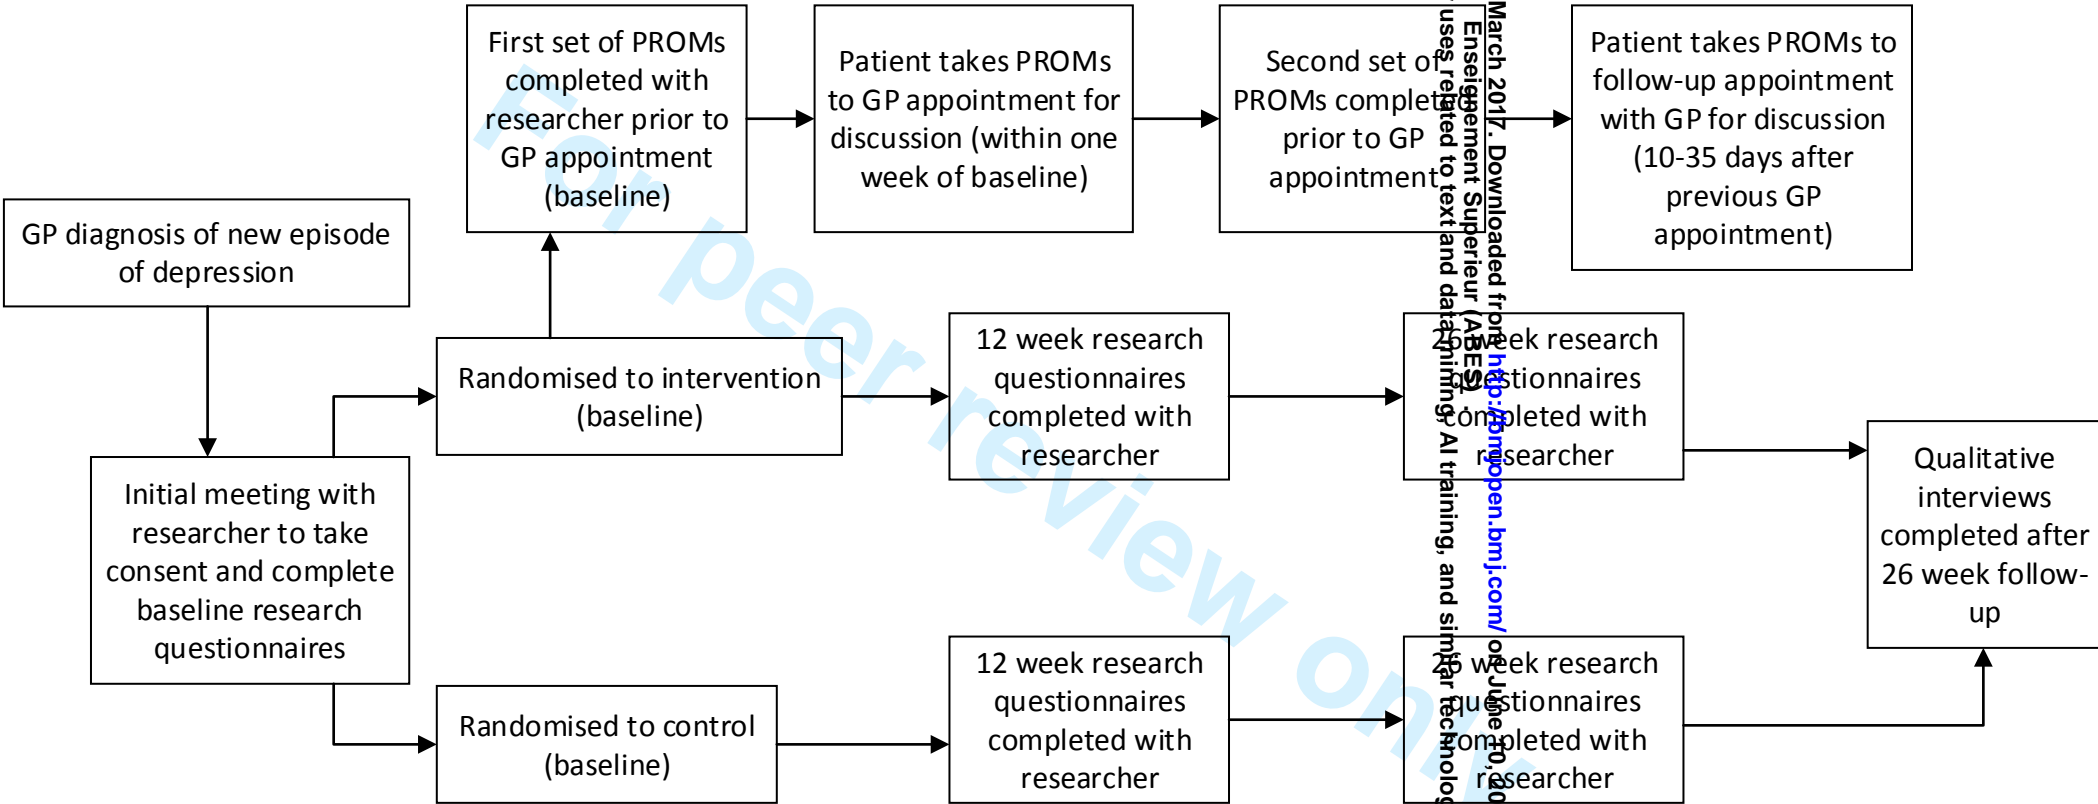 First set of PROMs
completed with
researcher prior to
GP appointment
(baseline)
Patient takes PROMs
to GP appointment for
discussion (within one
week of baseline)
Second set of
PROMs completed
prior to GP
appointment
Patient takes PROMs to
follow-up appointment
with GP for discussion
(10-35 days after
previous GP
appointment)
GP diagnosis of new episode
of depression
Initial meeting with
researcher to take
consent and complete
baseline research
questionnaires
Randomised to intervention
(baseline)
12 week research
questionnaires
completed with
researcher
26 week research
questionnaires
completed with
researcher
Qualitative
interviews
completed after
26 week follow-
up
Randomised to control
(baseline)
12 week research
questionnaires
completed with
researcher
26 week research
questionnaires
completed with
researcher
For peer review only
March 2017. Downloaded from http://bmjopen.bmj.com/ on June 10, 20
Enseignement Superieur (ABES) .
uses related to text and data mining, AI training, and similar technolog